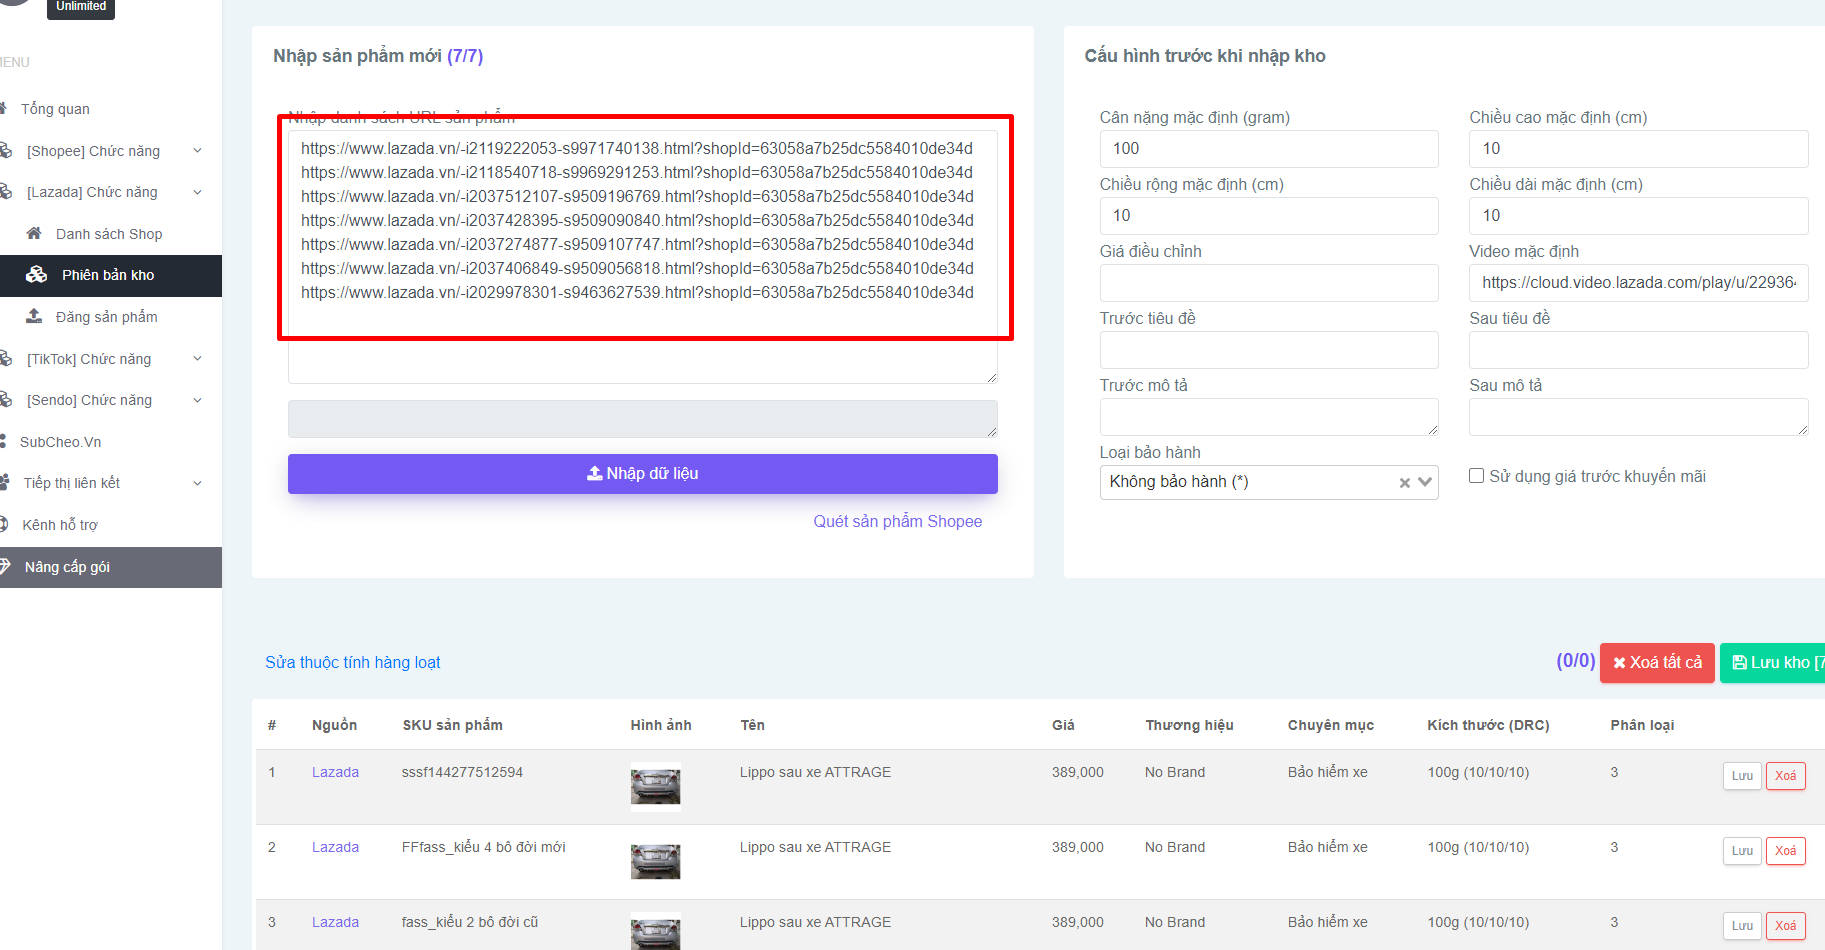 Unlimited
MENU
Tổng quan
[Shopee] Chức năng
[Lazada] Chức năng
Danh sách Shop
Phiên bản kho
Đăng sản phẩm
[TikTok] Chức năng
[Sendo] Chức năng
SubCheo.Vn
Tiếp thị liên kết
Kênh hỗ trợ
Nâng cấp gói
Nhập sản phẩm mới (7/7)
Nhập danh sách URL sản phẩm
https://www.lazada.vn/-i2119222053-s9971740138.html?shopId=63058a7b25dc5584010de34d
https://www.lazada.vn/-i2118540718-s9969291253.html?shopId=63058a7b25dc5584010de34d
https://www.lazada.vn/-i2037512107-s9509196769.html?shopId=63058a7b25dc5584010de34d
https://www.lazada.vn/-i2037428395-s9509090840.html?shopId=63058a7b25dc5584010de34d
https://www.lazada.vn/-i2037274877-s9509107747.html?shopId=63058a7b25dc5584010de34d
https://www.lazada.vn/-i2037406849-s9509056818.html?shopId=63058a7b25dc5584010de34d
https://www.lazada.vn/-i2029978301-s9463627539.html?shopId=63058a7b25dc5584010de34d
Nhập dữ liệu
Quét sản phẩm Shopee
Cấu hình trước khi nhập kho
Cân nặng mặc định (gram) Chiều cao mặc định (cm)
100 10
Chiều rộng mặc định (cm) Chiều dài mặc định (cm)
10 10
Giá điều chỉnh Video mặc định
https://cloud.video.lazada.com/play/u/22936
Trước tiêu đề Sau tiêu đề
Trước mô tả Sau mô tả
Loại bảo hành
Không bảo hành (*) Sử dụng giá trước khuyến mãi
Sửa thuộc tính hàng loạt (0/0) Xoá tất cả Lưu kho [7
# Nguồn SKU sản phẩm Hình ảnh Tên Giá Thương hiệu Chuyên mục Kích thước (DRC) Phân loại
1 Lazada sssf144277512594 Lippo sau xe ATTRAGE 389,000 No Brand Bảo hiểm xe 100g (10/10/10) 3 Lưu Xoá
2 Lazada FFfass_kiểu 4 bô đời mới Lippo sau xe ATTRAGE 389,000 No Brand Bảo hiểm xe 100g (10/10/10) 3 Lưu Xoá
3 Lazada fass_kiểu 2 bô đời cũ Lippo sau xe ATTRAGE 389,000 No Brand Bảo hiểm xe 100g (10/10/10) 3 Lưu Xoá